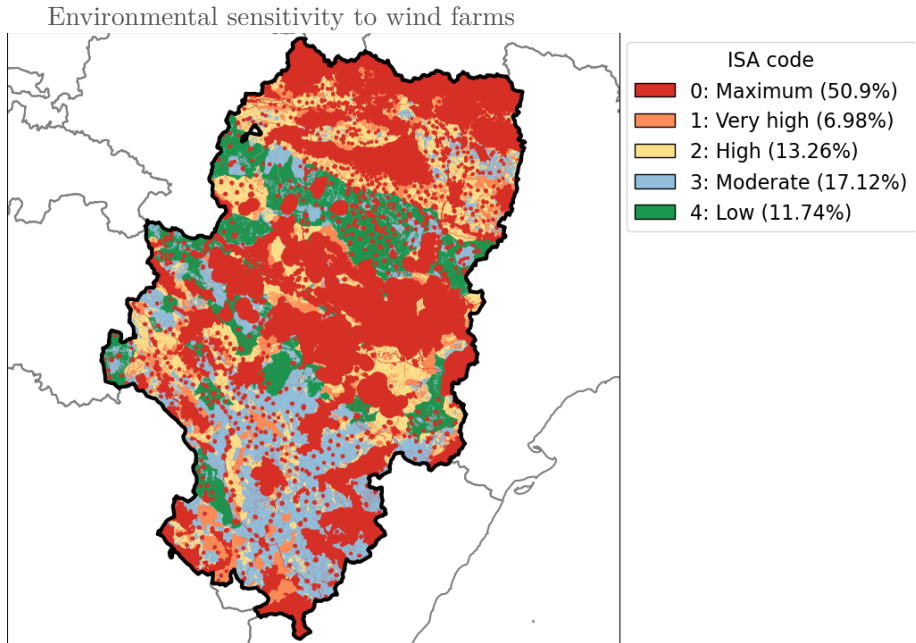 Environmental sensitivity to wind farms
ISA code
0: Maximum (50.9%)
1: Very high (6.98%)
2: High (13.26%)
3: Moderate (17.12%)
4: Low (11.74%)